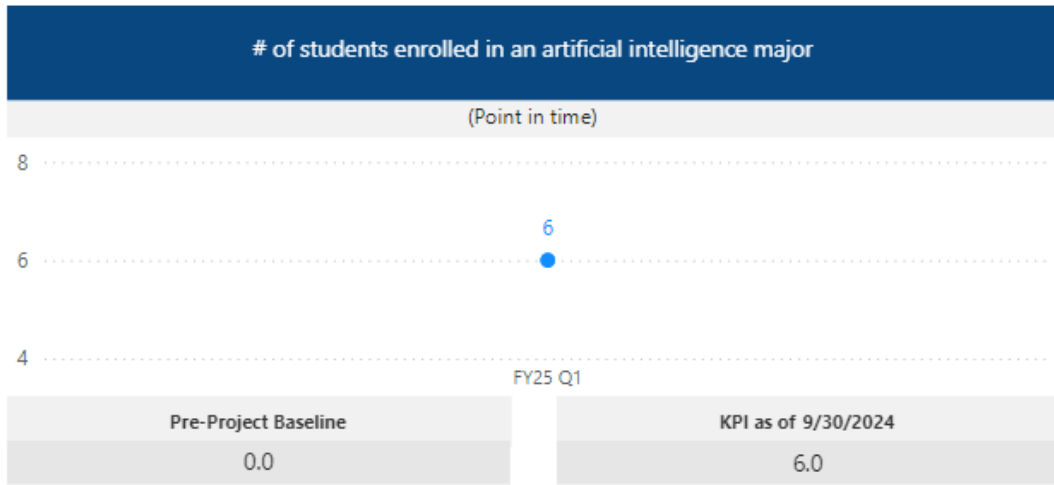 # of students enrolled in an artificial intelligence major
(Point in time)
8
6
6
4
FY25 Q1
Pre-Project Baseline
KPI as of 9/30/2024
0.0
6.0